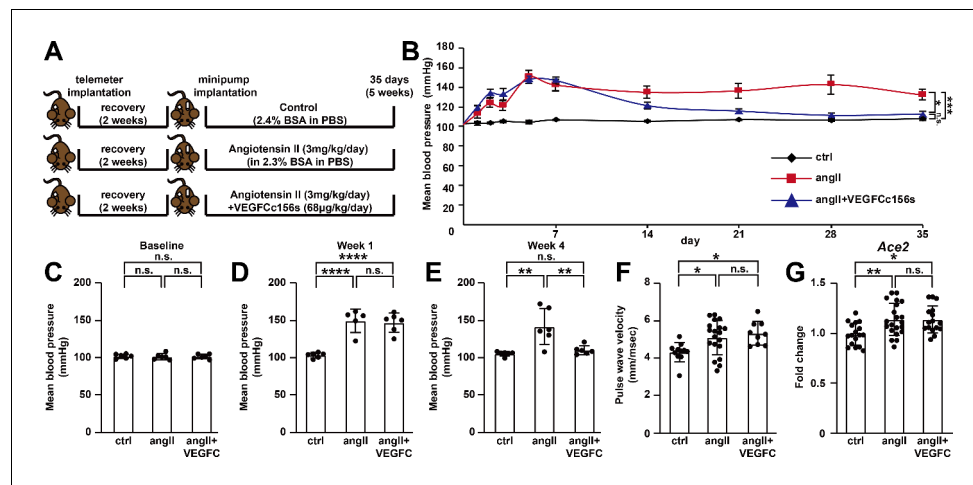 A
telemeter
implantation
minipump
implantation
35 days
(5 weeks)
recovery
(2 weeks)
Control
(2.4% BSA in PBS)
recovery
(2 weeks)
Angiotensin II (3mg/kg/day)
(in 2.3% BSA in PBS)
recovery
(2 weeks)
Angiotensin II (3mg/kg/day)
+VEGFCc156s (68µg/kg/day)
B
Mean blood pressure
(mmHg)
180
160
140
120
100
0
7
14
21
28
35
day
*
n.s.
***
ctrl
angII
angII+VEGFCc156s
C
Baseline
n.s.
n.s.
n.s.
Mean blood pressure
(mmHg)
200
150
100
50
0
ctrl
angII
angII+
VEGFC
D
Week 1
****
****
n.s.
Mean blood pressure
(mmHg)
200
150
100
50
0
ctrl
angII
angII+
VEGFC
E
Week 4
n.s.
**
**
Mean blood pressure
(mmHg)
200
150
100
50
0
ctrl
angII
angII+
VEGFC
F
*
*
n.s.
Pulse wave velocity
(mm/msec)
8
6
4
2
0
ctrl
angII
angII+
VEGFC
G
Ace2
*
**
n.s.
Fold change
1.5
1.0
0.5
0
ctrl
angII
angII+
VEGFC